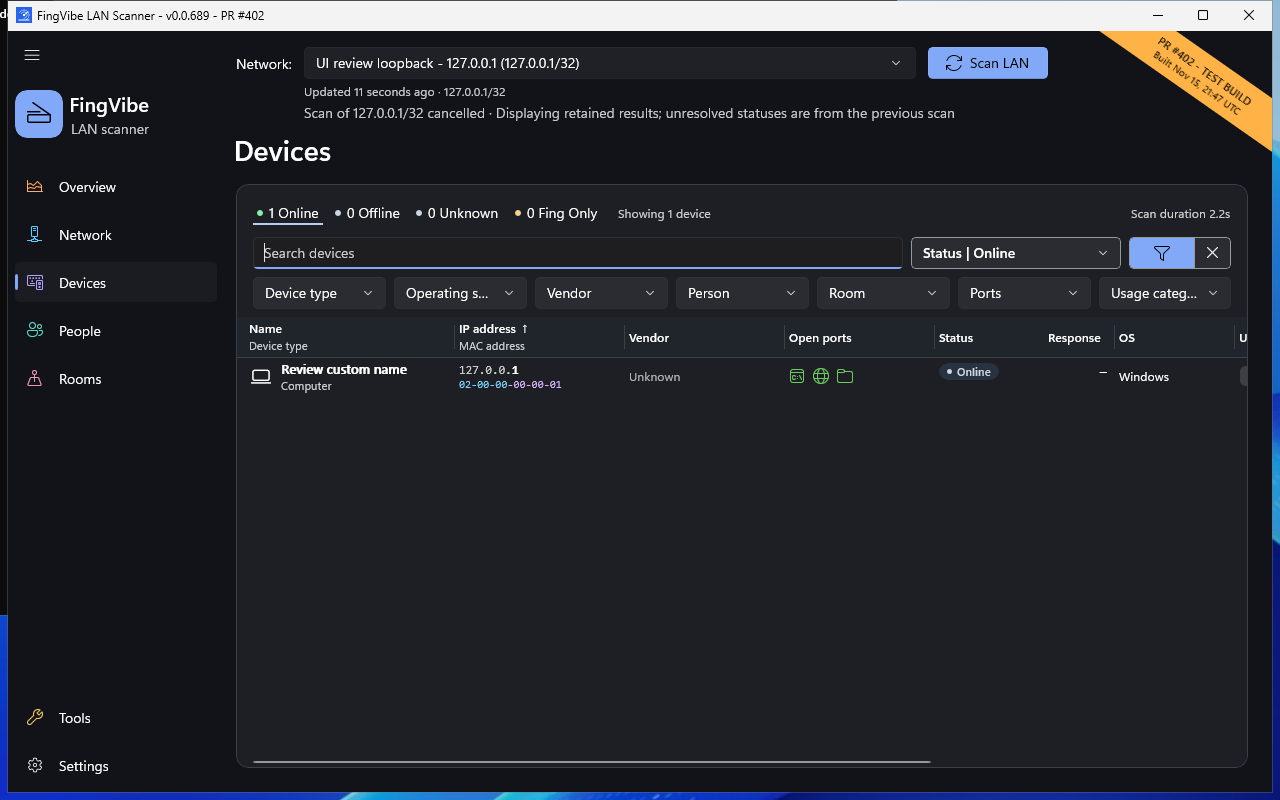 FingVibe LAN Scanner - v0.0.689 - PR #402
Network:
UI review loopback - 127.0.0.1 (127.0.0.1/32)
Scan LAN
PR #402 - TEST BUILD
Built Nov 15, 21:47 UTC
Updated 11 seconds ago · 127.0.0.1/32
Scan of 127.0.0.1/32 cancelled · Displaying retained results; unresolved statuses are from the previous scan
FingVibe
LAN scanner
Overview
Network
Devices
People
Rooms
Tools
Settings
Devices
1 Online
0 Offline
0 Unknown
0 Fing Only
Showing 1 device
Scan duration 2.2s
Search devices
Status | Online
Device type
Operating s...
Vendor
Person
Room
Ports
Usage categ...
Name
Device type
IP address ↑
MAC address
Vendor
Open ports
Status
Response
OS
U
Review custom name
Computer
127.0.0.1
02-00-00-00-00-01
Unknown
Online
–
Windows